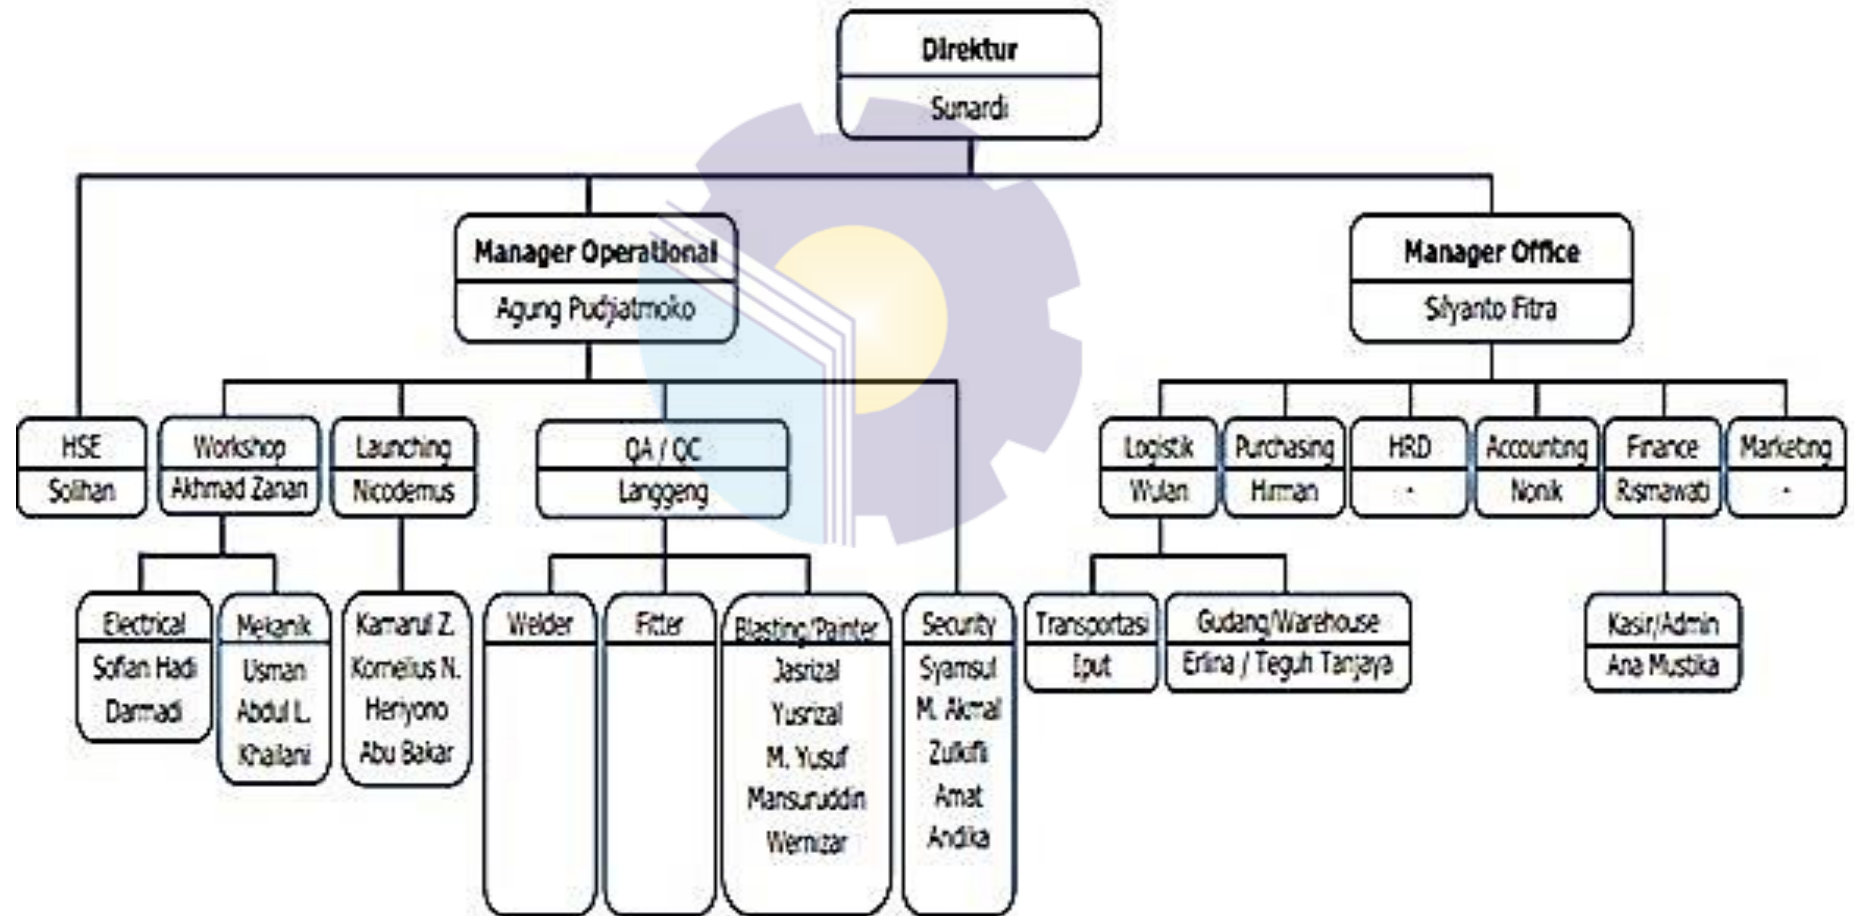 Direktur
Sunardi
Manager Operational
Agung Pudjiatmoko
Manager Office
Silyanto Fitra
HSE
Solihan
Workshop
Akhmad Zanan
Launching
Nicodemus
QA / QC
Langgeng
Logistik
Wulan
Purchasing
Hirman
HRD
-
Accounting
Nonik
Finance
Rismawati
Marketing
-
Electrical
Sofian Hadi
Darmadi
Mekanik
Usman
Abdul L.
Khailani
Kamarul Z.
Kornelius N.
Heriyono
Abu Bakar
Welder
Fitter
Blasting/Painter
Jasrizal
Yusrizal
M. Yusuf
Mansuruddin
Wernizar
Security
Syamsul
M. Akmal
Zulkifli
Amat
Andika
Transportasi
Iput
Gudang/Warehouse
Erlina / Teguh Tanjaya
Kasir/Admin
Ana Mustika